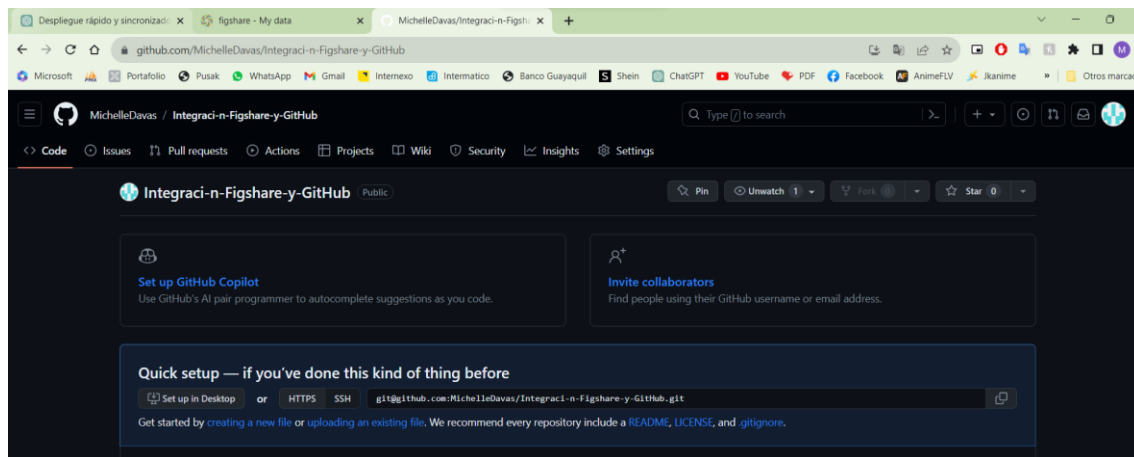 Despliegue rápido y sincronizado
figshare - My data
MichelleDavas/Integraci-n-Figsha
github.com/MichelleDavas/Integraci-n-Figshare-y-GitHub
Microsoft Portafolio Pusak WhatsApp Gmail Internexo Intermatico Banco Guayaquil Shein ChatGPT YouTube PDF Facebook AnimeFLV Jkanime » Otros marcad
MichelleDavas / Integraci-n-Figshare-y-GitHub
Type / to search
Code Issues Pull requests Actions Projects Wiki Security Insights Settings
Integraci-n-Figshare-y-GitHub Public
Pin Unwatch 1 Fork 0 Star 0
Set up GitHub Copilot
Use GitHub's AI pair programmer to autocomplete suggestions as you code.
Invite collaborators
Find people using their GitHub username or email address.
Quick setup — if you've done this kind of thing before
Set up in Desktop or HTTPS SSH git@github.com:MichelleDavas/Integraci-n-Figshare-y-GitHub.git
Get started by creating a new file or uploading an existing file. We recommend every repository include a README, LICENSE, and .gitignore.